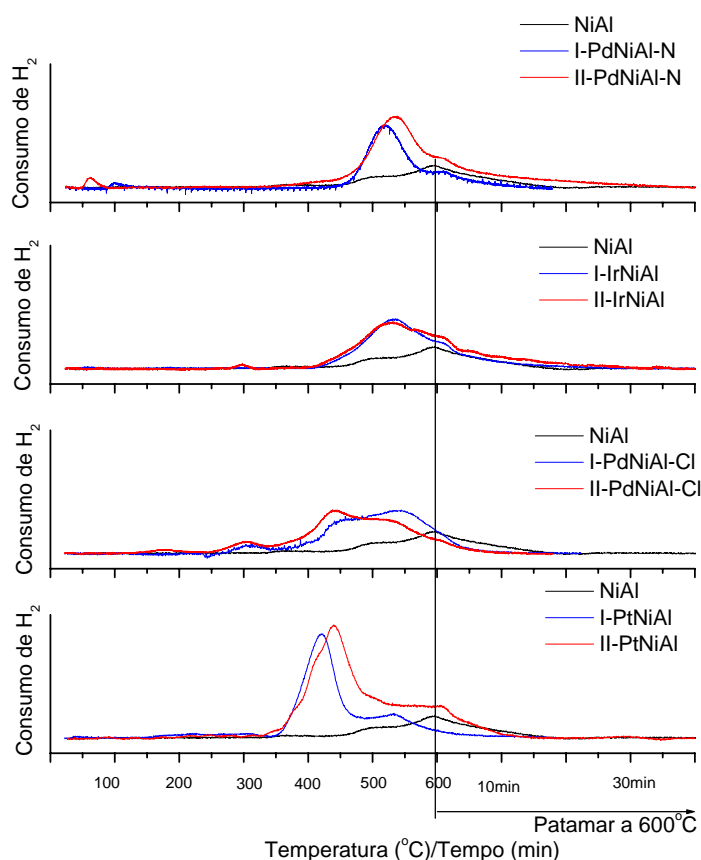 NiAl
I-PdNiAl-N
II-PdNiAl-N
Consumo de H2
NiAl
I-IrNiAl
II-IrNiAl
Consumo de H2
NiAl
I-PdNiAl-Cl
II-PdNiAl-Cl
Consumo de H2
NiAl
I-PtNiAl
II-PtNiAl
Consumo de H2
100 200 300 400 500 600 10min 30min
Patamar a 600°C
Temperatura (°C)/Tempo (min)